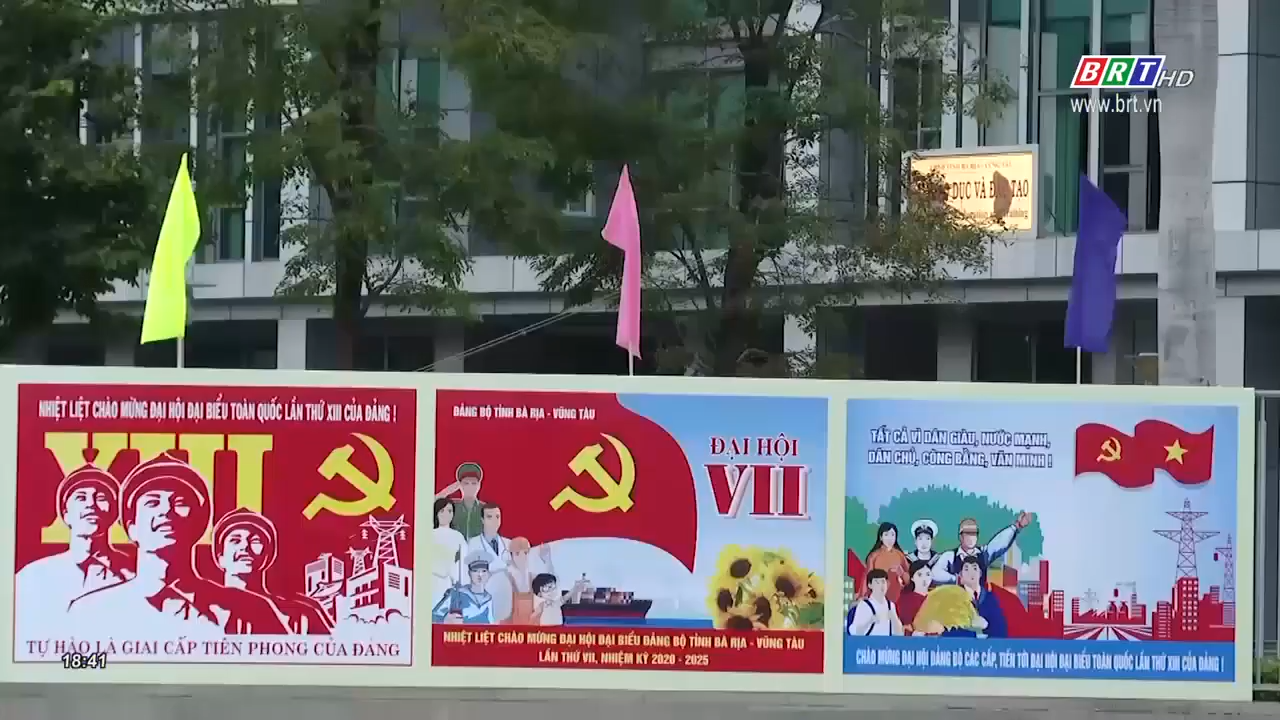 BRT HD
www.brt.vn
DỤC VÀ ĐÀO TẠO
NHIỆT LIỆT CHÀO MỪNG ĐẠI HỘI ĐẠI BIỂU TOÀN QUỐC LẦN THỨ XIII CỦA ĐẢNG !
XIII
TỰ HÀO LÀ GIAI CẤP TIÊN PHONG CỦA ĐẢNG
18:41
ĐẢNG BỘ TỈNH BÀ RỊA - VŨNG TÀU
ĐẠI HỘI
VII
NHIỆT LIỆT CHÀO MỪNG ĐẠI HỘI ĐẠI BIỂU ĐẢNG BỘ TỈNH BÀ RỊA - VŨNG TÀU
LẦN THỨ VII, NHIỆM KỲ 2020 - 2025
TẤT CẢ VÌ DÂN GIÀU, NƯỚC MẠNH,
DÂN CHỦ, CÔNG BẰNG, VĂN MINH !
CHÀO MỪNG ĐẠI HỘI ĐẢNG BỘ CÁC CẤP, TIẾN TỚI ĐẠI HỘI ĐẠI BIỂU TOÀN QUỐC LẦN THỨ XIII CỦA ĐẢNG !